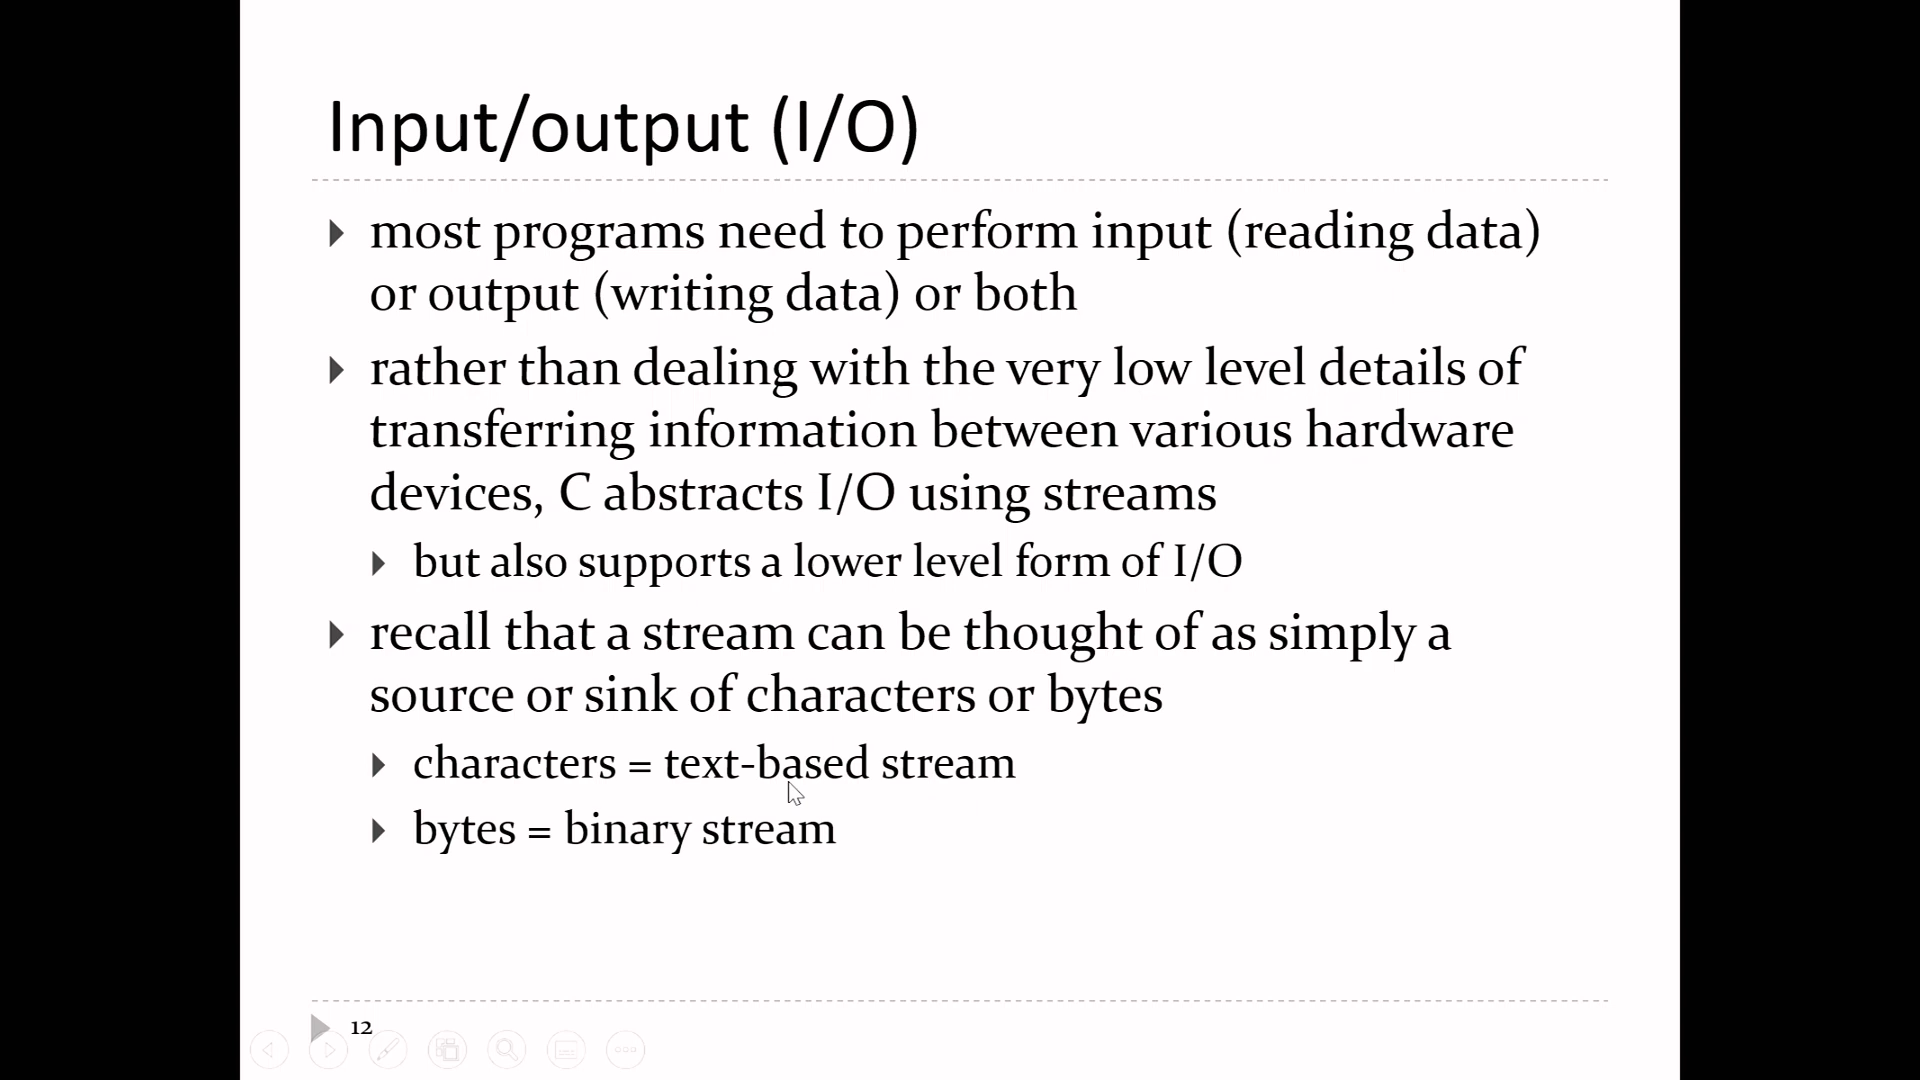 Input/output (I/O)
most programs need to perform input (reading data)
or output (writing data) or both
rather than dealing with the very low level details of
transferring information between various hardware
devices, C abstracts I/O using streams
but also supports a lower level form of I/O
recall that a stream can be thought of as simply a
source or sink of characters or bytes
characters = text-based stream
bytes = binary stream
12